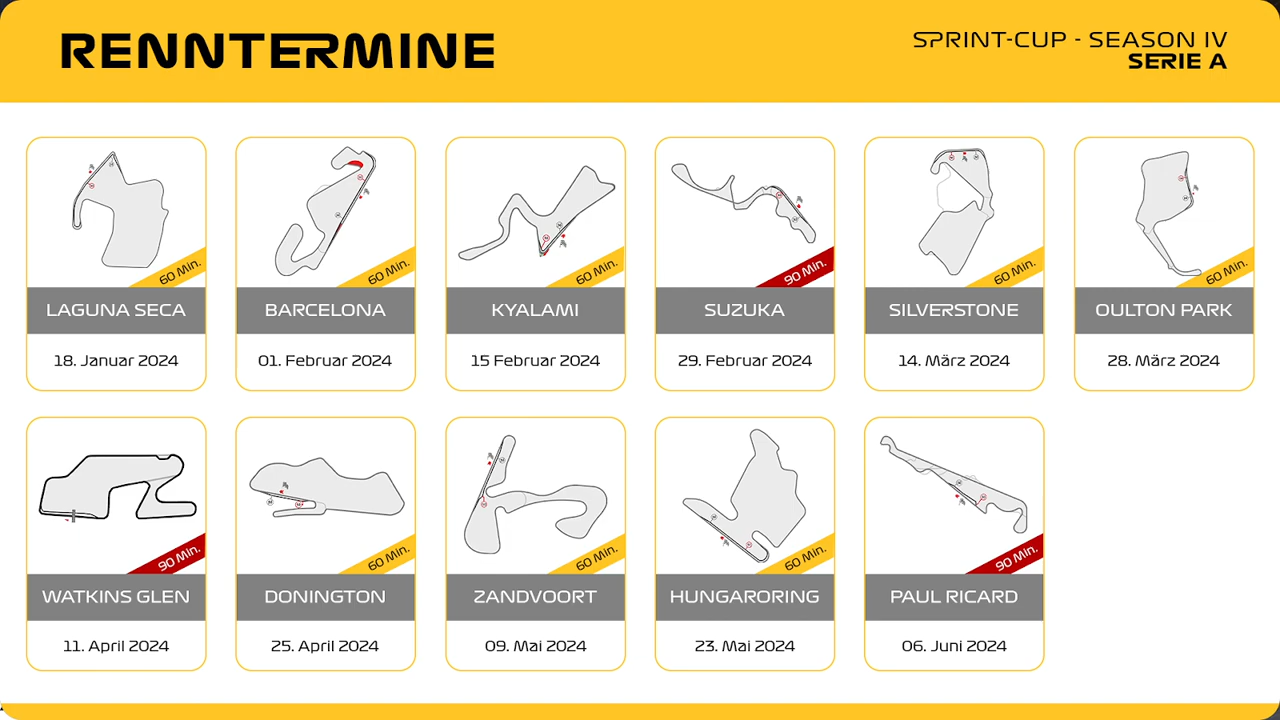 RENNTERMINE
SPRINT-CUP - SEASON IV
SERIE A
60 Min.
LAGUNA SECA
18. Januar 2024
60 Min.
BARCELONA
01. Februar 2024
60 Min.
KYALAMI
15 Februar 2024
90 Min.
SUZUKA
29. Februar 2024
60 Min.
SILVERSTONE
14. März 2024
60 Min.
OULTON PARK
28. März 2024
90 Min.
WATKINS GLEN
11. April 2024
60 Min.
DONINGTON
25. April 2024
60 Min.
ZANDVOORT
09. Mai 2024
60 Min.
HUNGARORING
23. Mai 2024
90 Min.
PAUL RICARD
06. Juni 2024